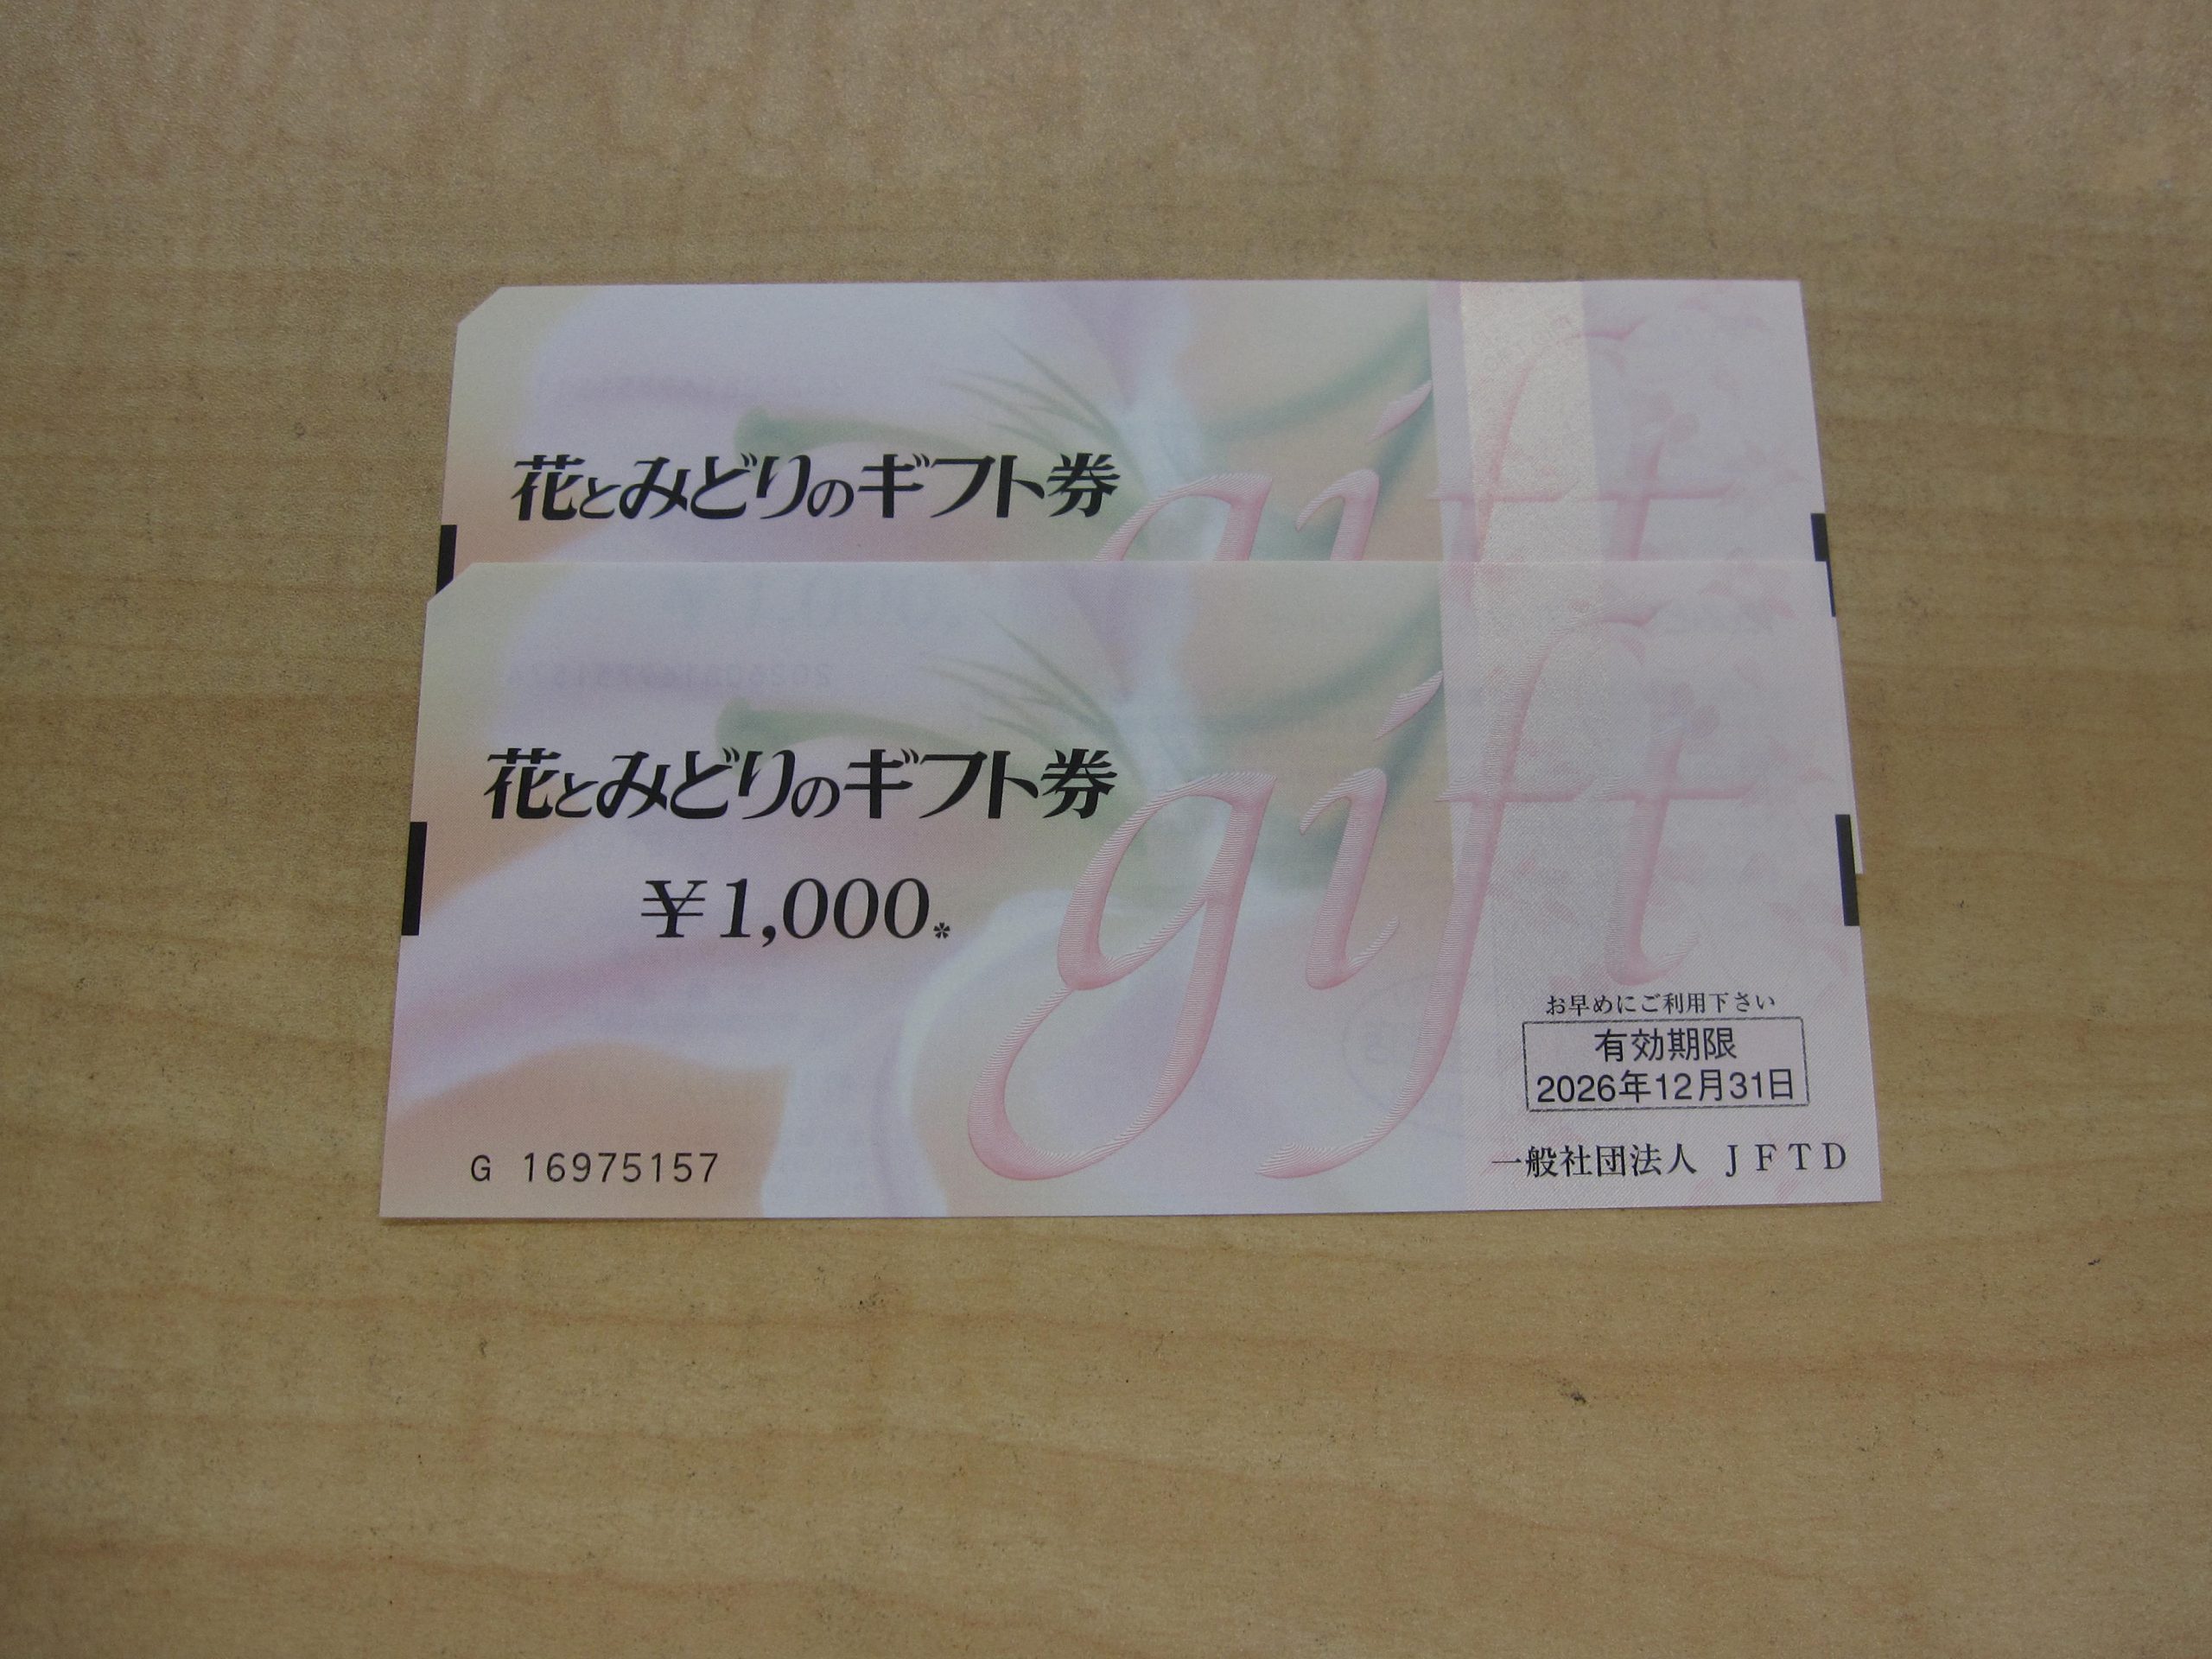 花とみどりのギフト券
gift
花とみどりのギフト券
gift
¥1,000*
お早めにご利用下さい
有効期限
2026年12月31日
G 16975157
一般社団法人 JFTD